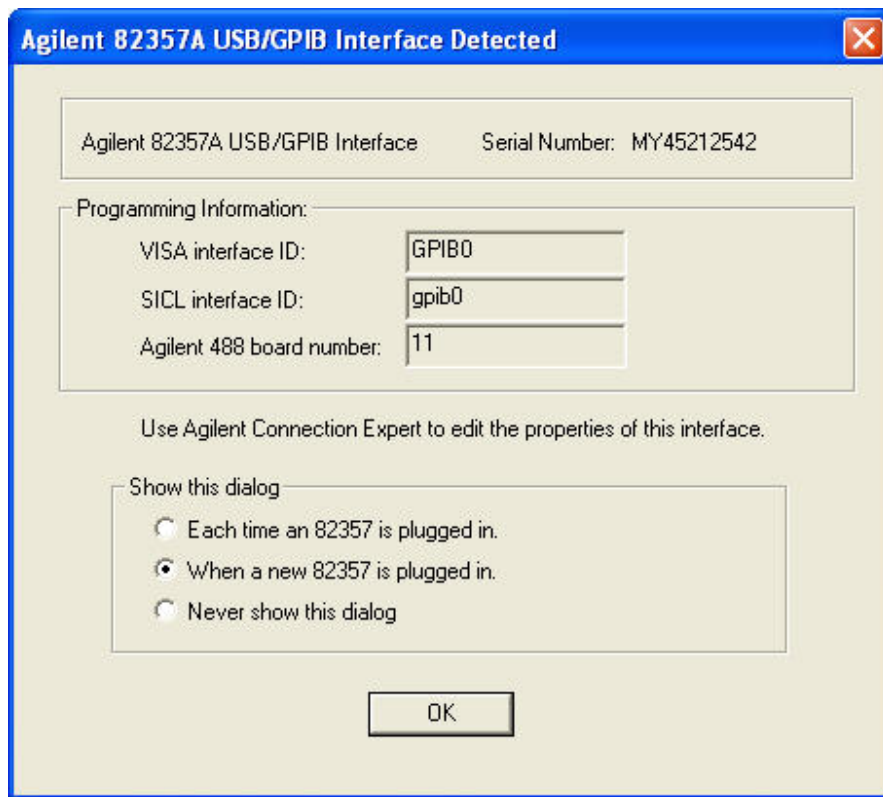 Agilent 82357A USB/GPIB Interface Detected
Agilent 82357A USB/GPIB Interface Serial Number: MY45212542
Programming Information:
VISA interface ID: GPIB0
SICL interface ID: gpib0
Agilent 488 board number: 11
Use Agilent Connection Expert to edit the properties of this interface.
Show this dialog
Each time an 82357 is plugged in.
When a new 82357 is plugged in.
Never show this dialog
OK